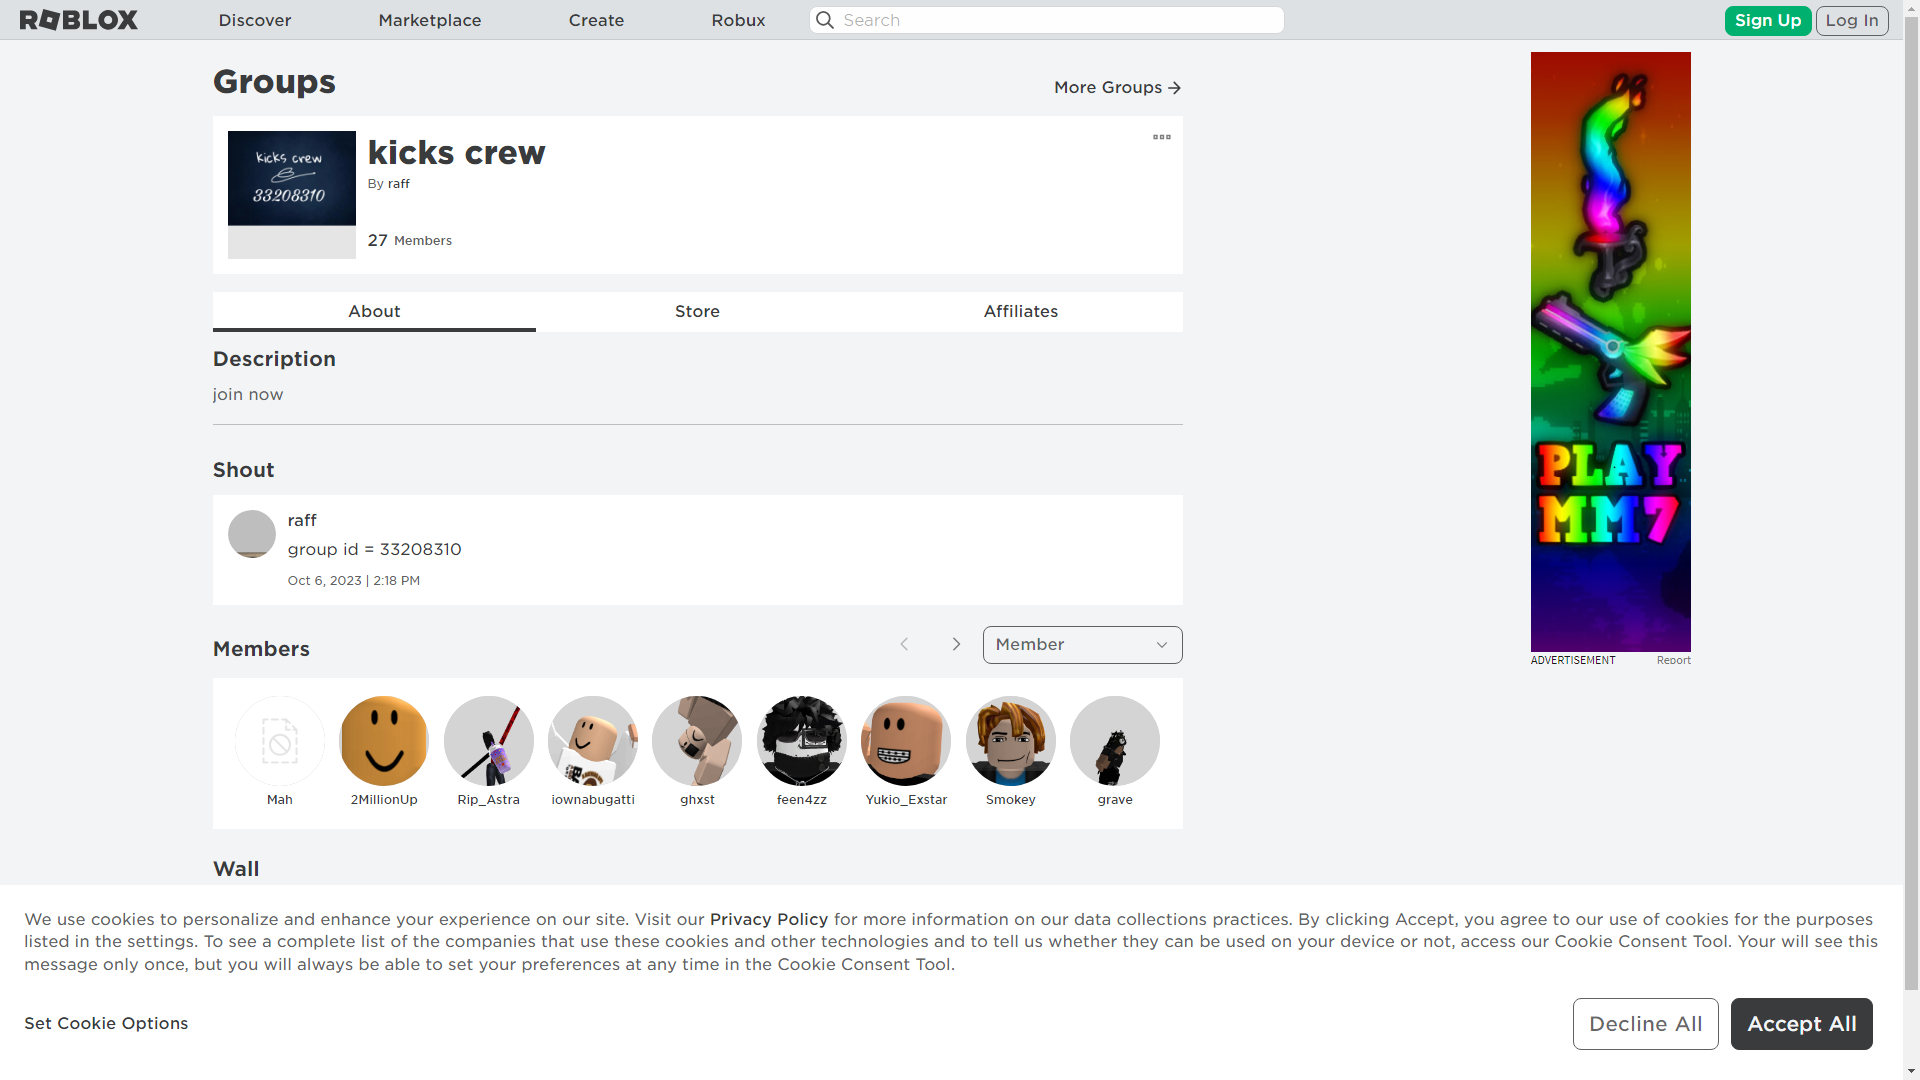 ROBLOX
Discover
Marketplace
Create
Robux
Search
Sign Up
Log In
Groups
More Groups
kicks crew
33208310
kicks crew
By raff
27 Members
About
Store
Affiliates
Description
join now
Shout
raff
group id = 33208310
Oct 6, 2023 | 2:18 PM
Members
Member
Mah
2MillionUp
Rip_Astra
iownabugatti
ghxst
feen4zz
Yukio_Exstar
Smokey
grave
Wall
PLAY
MM7
ADVERTISEMENT
Report
We use cookies to personalize and enhance your experience on our site. Visit our Privacy Policy for more information on our data collections practices. By clicking Accept, you agree to our use of cookies for the purposes
listed in the settings. To see a complete list of the companies that use these cookies and other technologies and to tell us whether they can be used on your device or not, access our Cookie Consent Tool. Your will see this
message only once, but you will always be able to set your preferences at any time in the Cookie Consent Tool.
Set Cookie Options
Decline All
Accept All